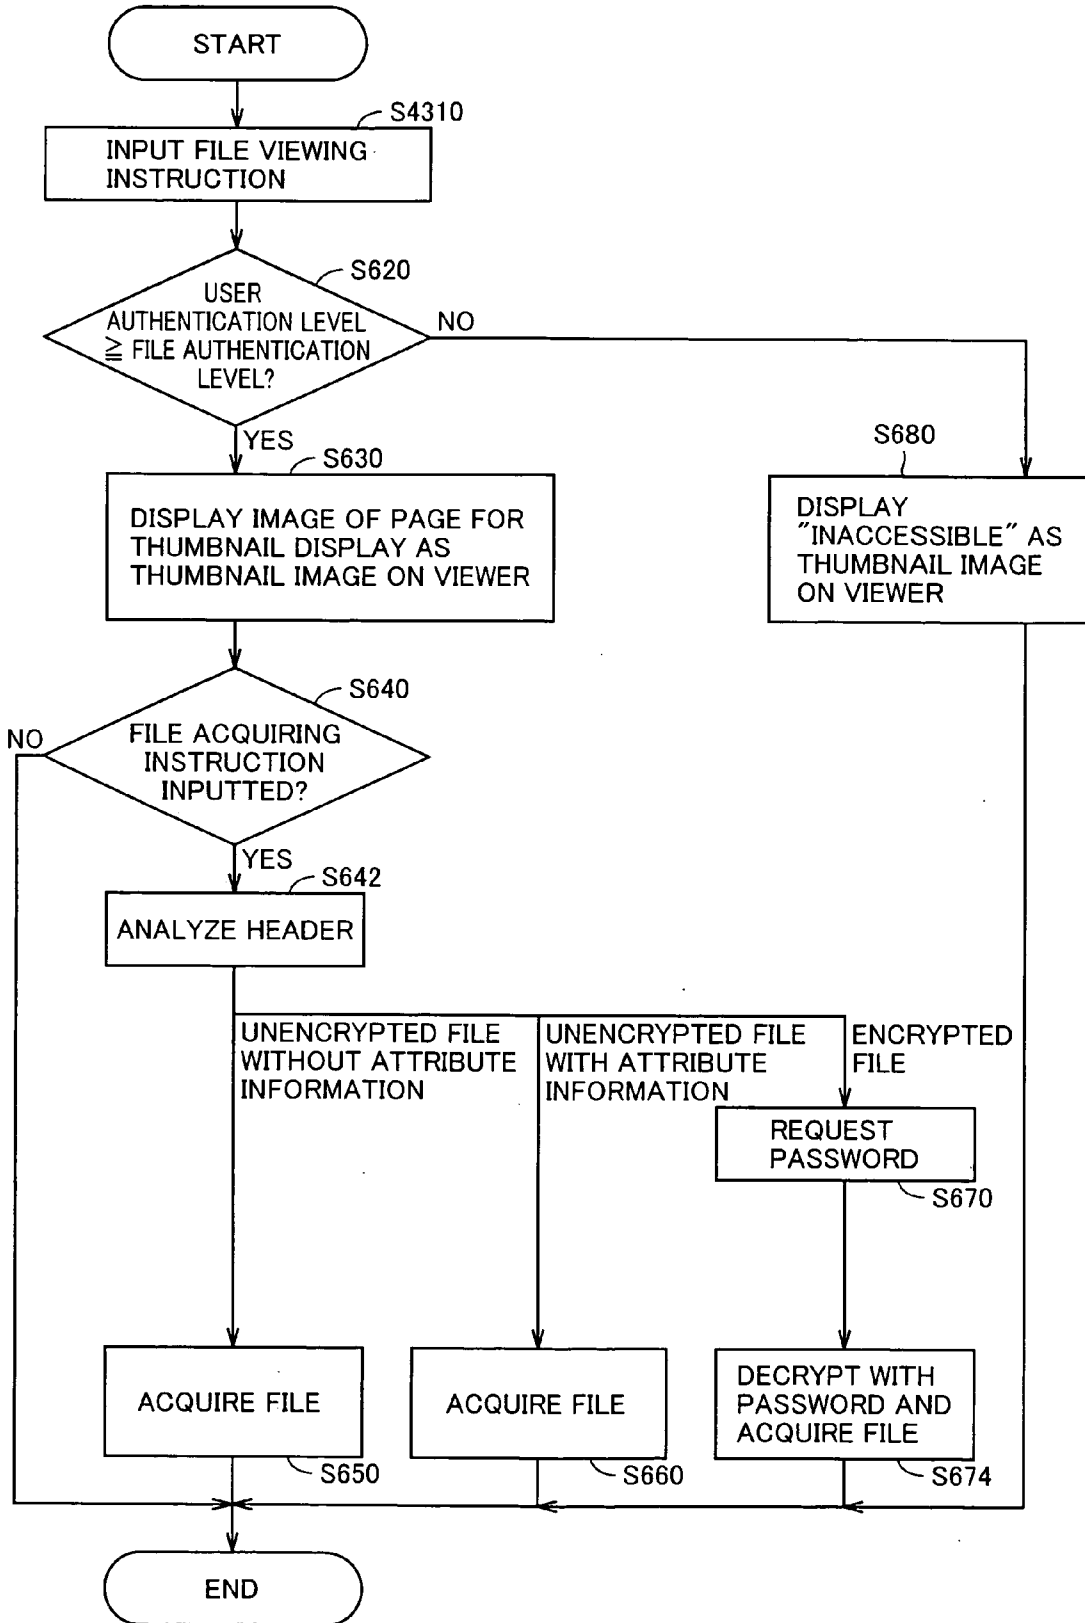 START
S4310
INPUT FILE VIEWING
INSTRUCTION
S620
USER
AUTHENTICATION LEVEL
≧ FILE AUTHENTICATION
LEVEL?
NO
YES
S630
DISPLAY IMAGE OF PAGE FOR
THUMBNAIL DISPLAY AS
THUMBNAIL IMAGE ON VIEWER
S680
DISPLAY
"INACCESSIBLE" AS
THUMBNAIL IMAGE
ON VIEWER
S640
NO
FILE ACQUIRING
INSTRUCTION
INPUTTED?
YES
S642
ANALYZE HEADER
UNENCRYPTED FILE
WITHOUT ATTRIBUTE
INFORMATION
UNENCRYPTED FILE
WITH ATTRIBUTE
INFORMATION
ENCRYPTED
FILE
REQUEST
PASSWORD
S670
ACQUIRE FILE
S650
ACQUIRE FILE
S660
DECRYPT WITH
PASSWORD AND
ACQUIRE FILE
S674
END